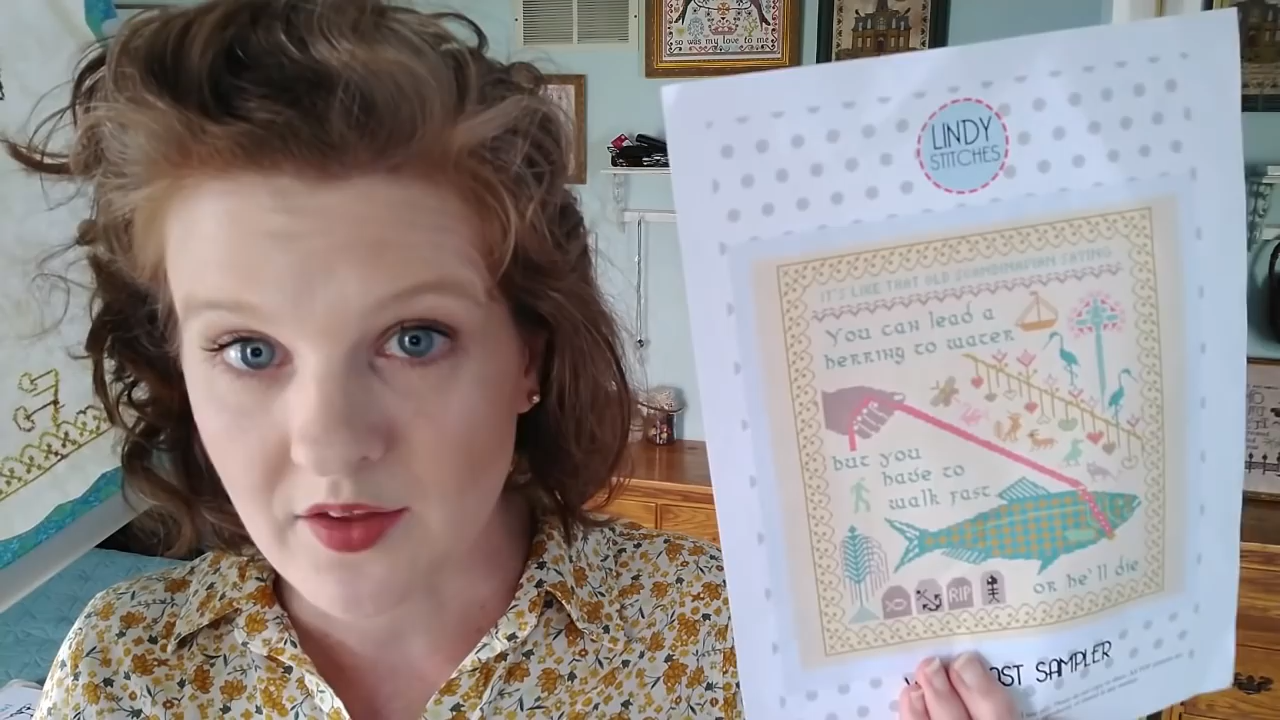 so was my love to me
LINDY
STITCHES
IT'S LIKE THAT OLD SCANDINAVIAN SAYING
You can lead a
herring to water
but you
have to
walk fast
RIP
or he'll die
OST SAMPLER